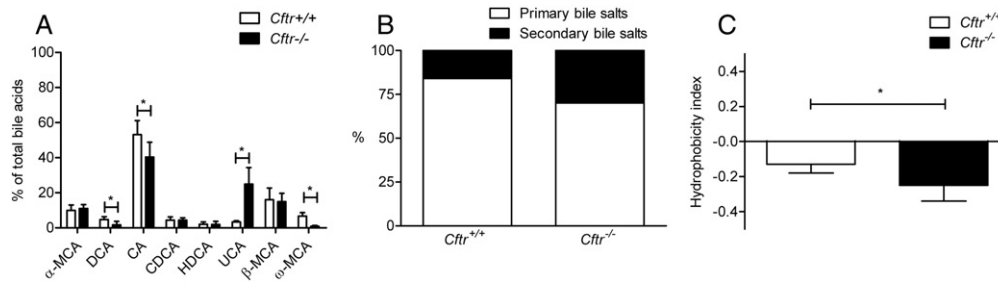 A
Cftr+/+
Cftr-/-
% of total bile acids
100
80
60
40
20
0
*
*
*
*
α-MCA
DCA
CA
CDCA
HDCA
UCA
β-MCA
ω-MCA
B
Primary bile salts
Secondary bile salts
%
100
75
50
25
0
Cftr+/+
Cftr-/-
C
Cftr+/+
Cftr-/-
Hydrophobicity index
0.4
0.2
-0.0
-0.2
-0.4
*